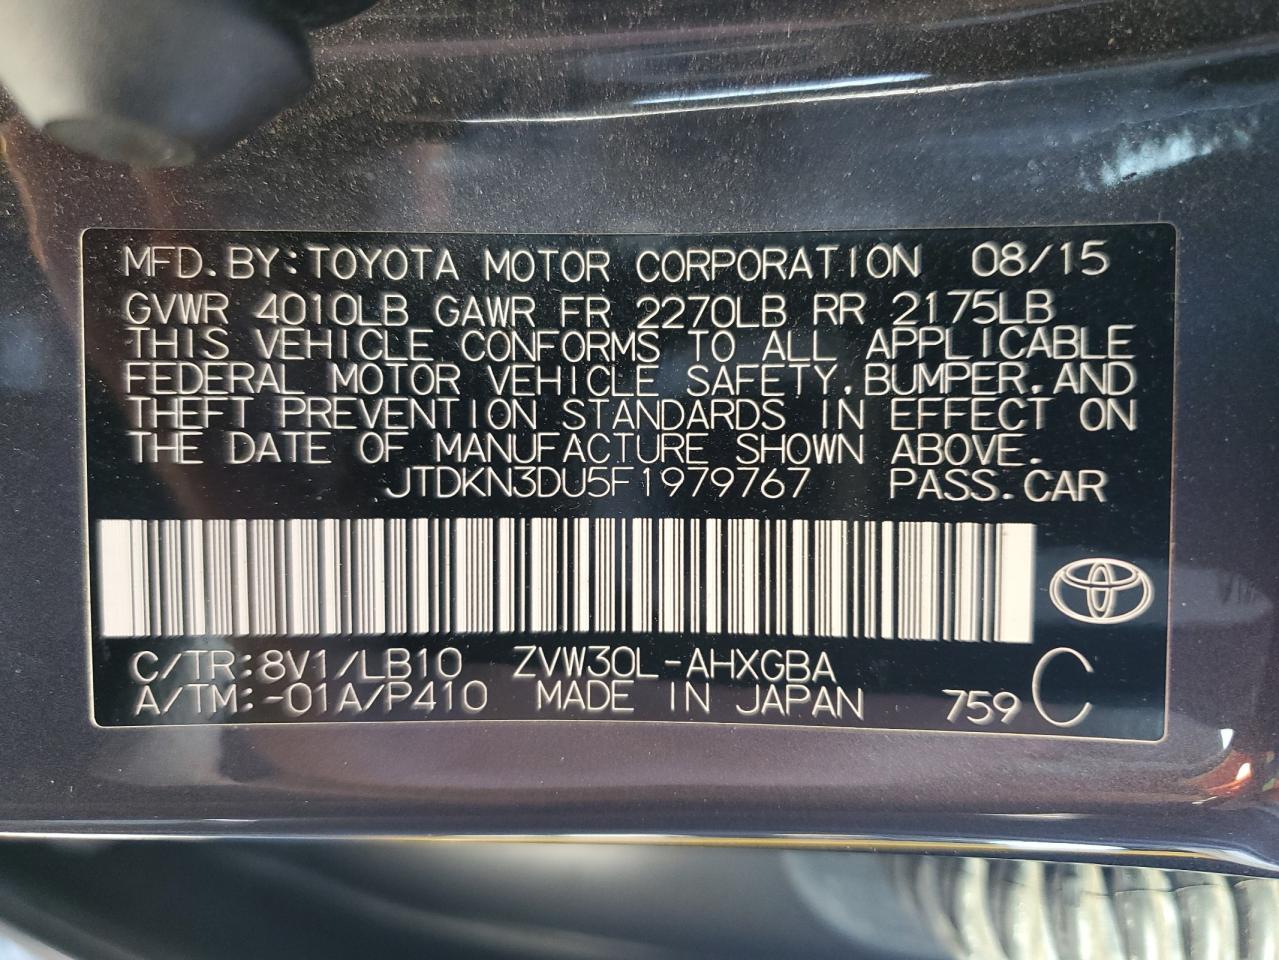 MFD. BY: TOYOTA MOTOR CORPORATION 08/15
GVWR 4010LB GAWR FR 2270LB RR 2175LB
THIS VEHICLE CONFORMS TO ALL APPLICABLE
FEDERAL MOTOR VEHICLE SAFETY, BUMPER, AND
THEFT PREVENTION STANDARDS IN EFFECT ON
THE DATE OF MANUFACTURE SHOWN ABOVE.
JTDKN3DU5F1979767 PASS. CAR
C/TR:8V1/LB10 ZVW30L-AHXGBA
A/TM:-01A/P410 MADE IN JAPAN 759 C